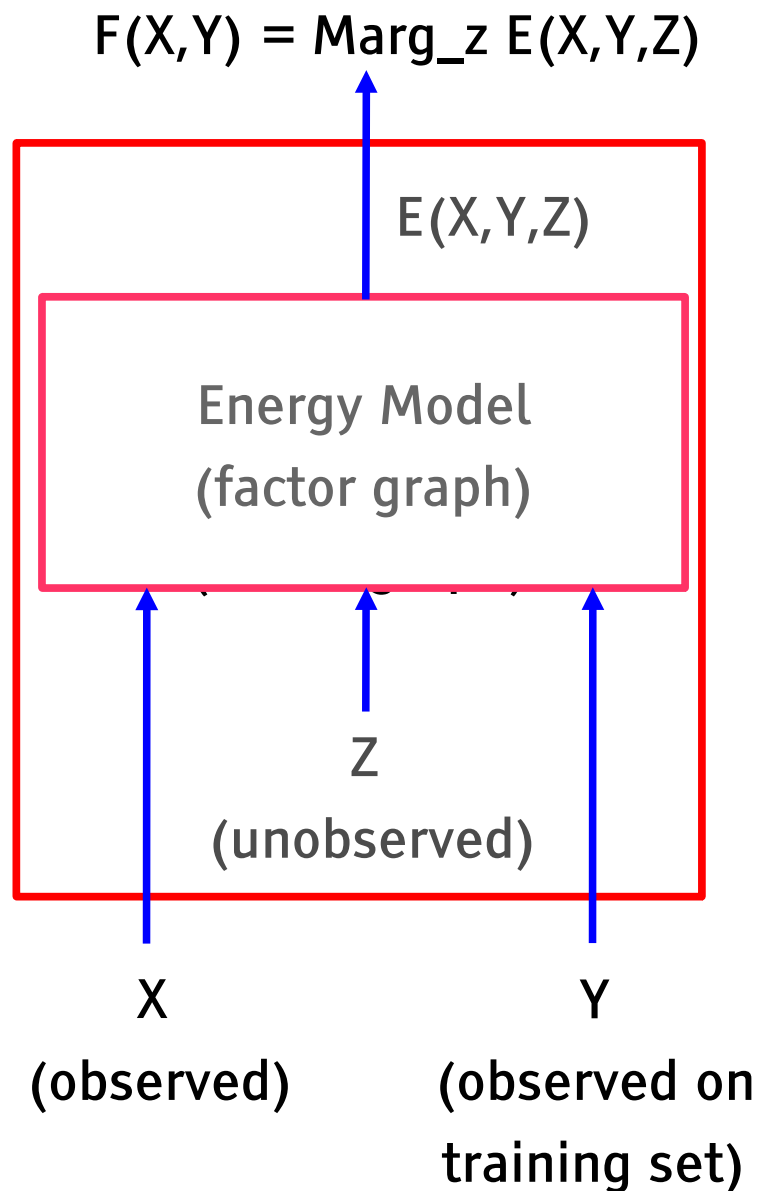 F(X,Y) = Marg_z E(X,Y,Z)
E(X,Y,Z)
Energy Model
(factor graph)
Z
(unobserved)
X
(observed)
Y
(observed on
training set)